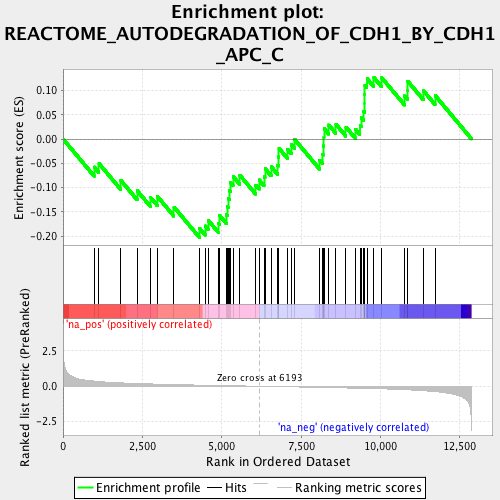 Enrichment plot:
REACTOME_AUTODEGRADATION_OF_CDH1_BY_CDH1
_APC_C
Enrichment score (ES)
0.10
0.05
0.00
-0.05
-0.10
-0.15
-0.20
'na_pos' (positively correlated)
Ranked list metric (PreRanked)
2.5
0.0
-2.5
Zero cross at 6193
'na_neg' (negatively correlated)
0
2,500
5,000
7,500
10,000
12,500
Rank in Ordered Dataset
Enrichment profile
Hits
Ranking metric scores